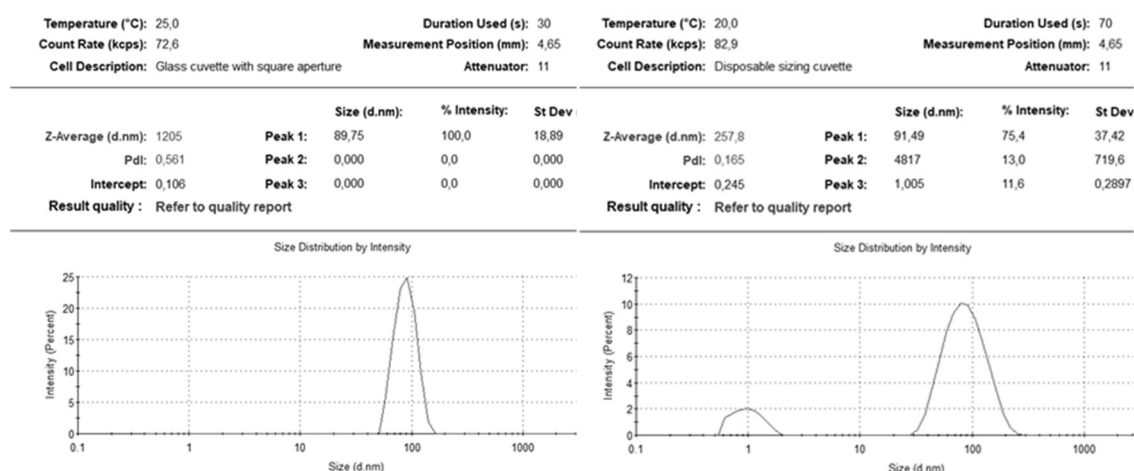 Temperature (°C): 25,0 Duration Used (s): 30
Count Rate (kcps): 72,6 Measurement Position (mm): 4,65
Cell Description: Glass cuvette with square aperture Attenuator: 11
Size (d.nm): % Intensity: St Dev
Z-Average (d.nm): 1205 Peak 1: 89,75 100,0 18,89
PdI: 0,561 Peak 2: 0,000 0,0 0,000
Intercept: 0,106 Peak 3: 0,000 0,0 0,000
Result quality : Refer to quality report
Size Distribution by Intensity
Intensity (Percent)
25
20
15
10
5
0
0.1 1 10 100 1000
Size (d.nm)
Temperature (°C): 20,0 Duration Used (s): 70
Count Rate (kcps): 82,9 Measurement Position (mm): 4,65
Cell Description: Disposable sizing cuvette Attenuator: 11
Size (d.nm): % Intensity: St Dev
Z-Average (d.nm): 257,8 Peak 1: 91,49 75,4 37,42
PdI: 0,165 Peak 2: 4817 13,0 719,6
Intercept: 0,245 Peak 3: 1,005 11,6 0,2897
Result quality : Refer to quality report
Size Distribution by Intensity
Intensity (Percent)
12
10
8
6
4
2
0
0.1 1 10 100 1000
Size (d.nm)